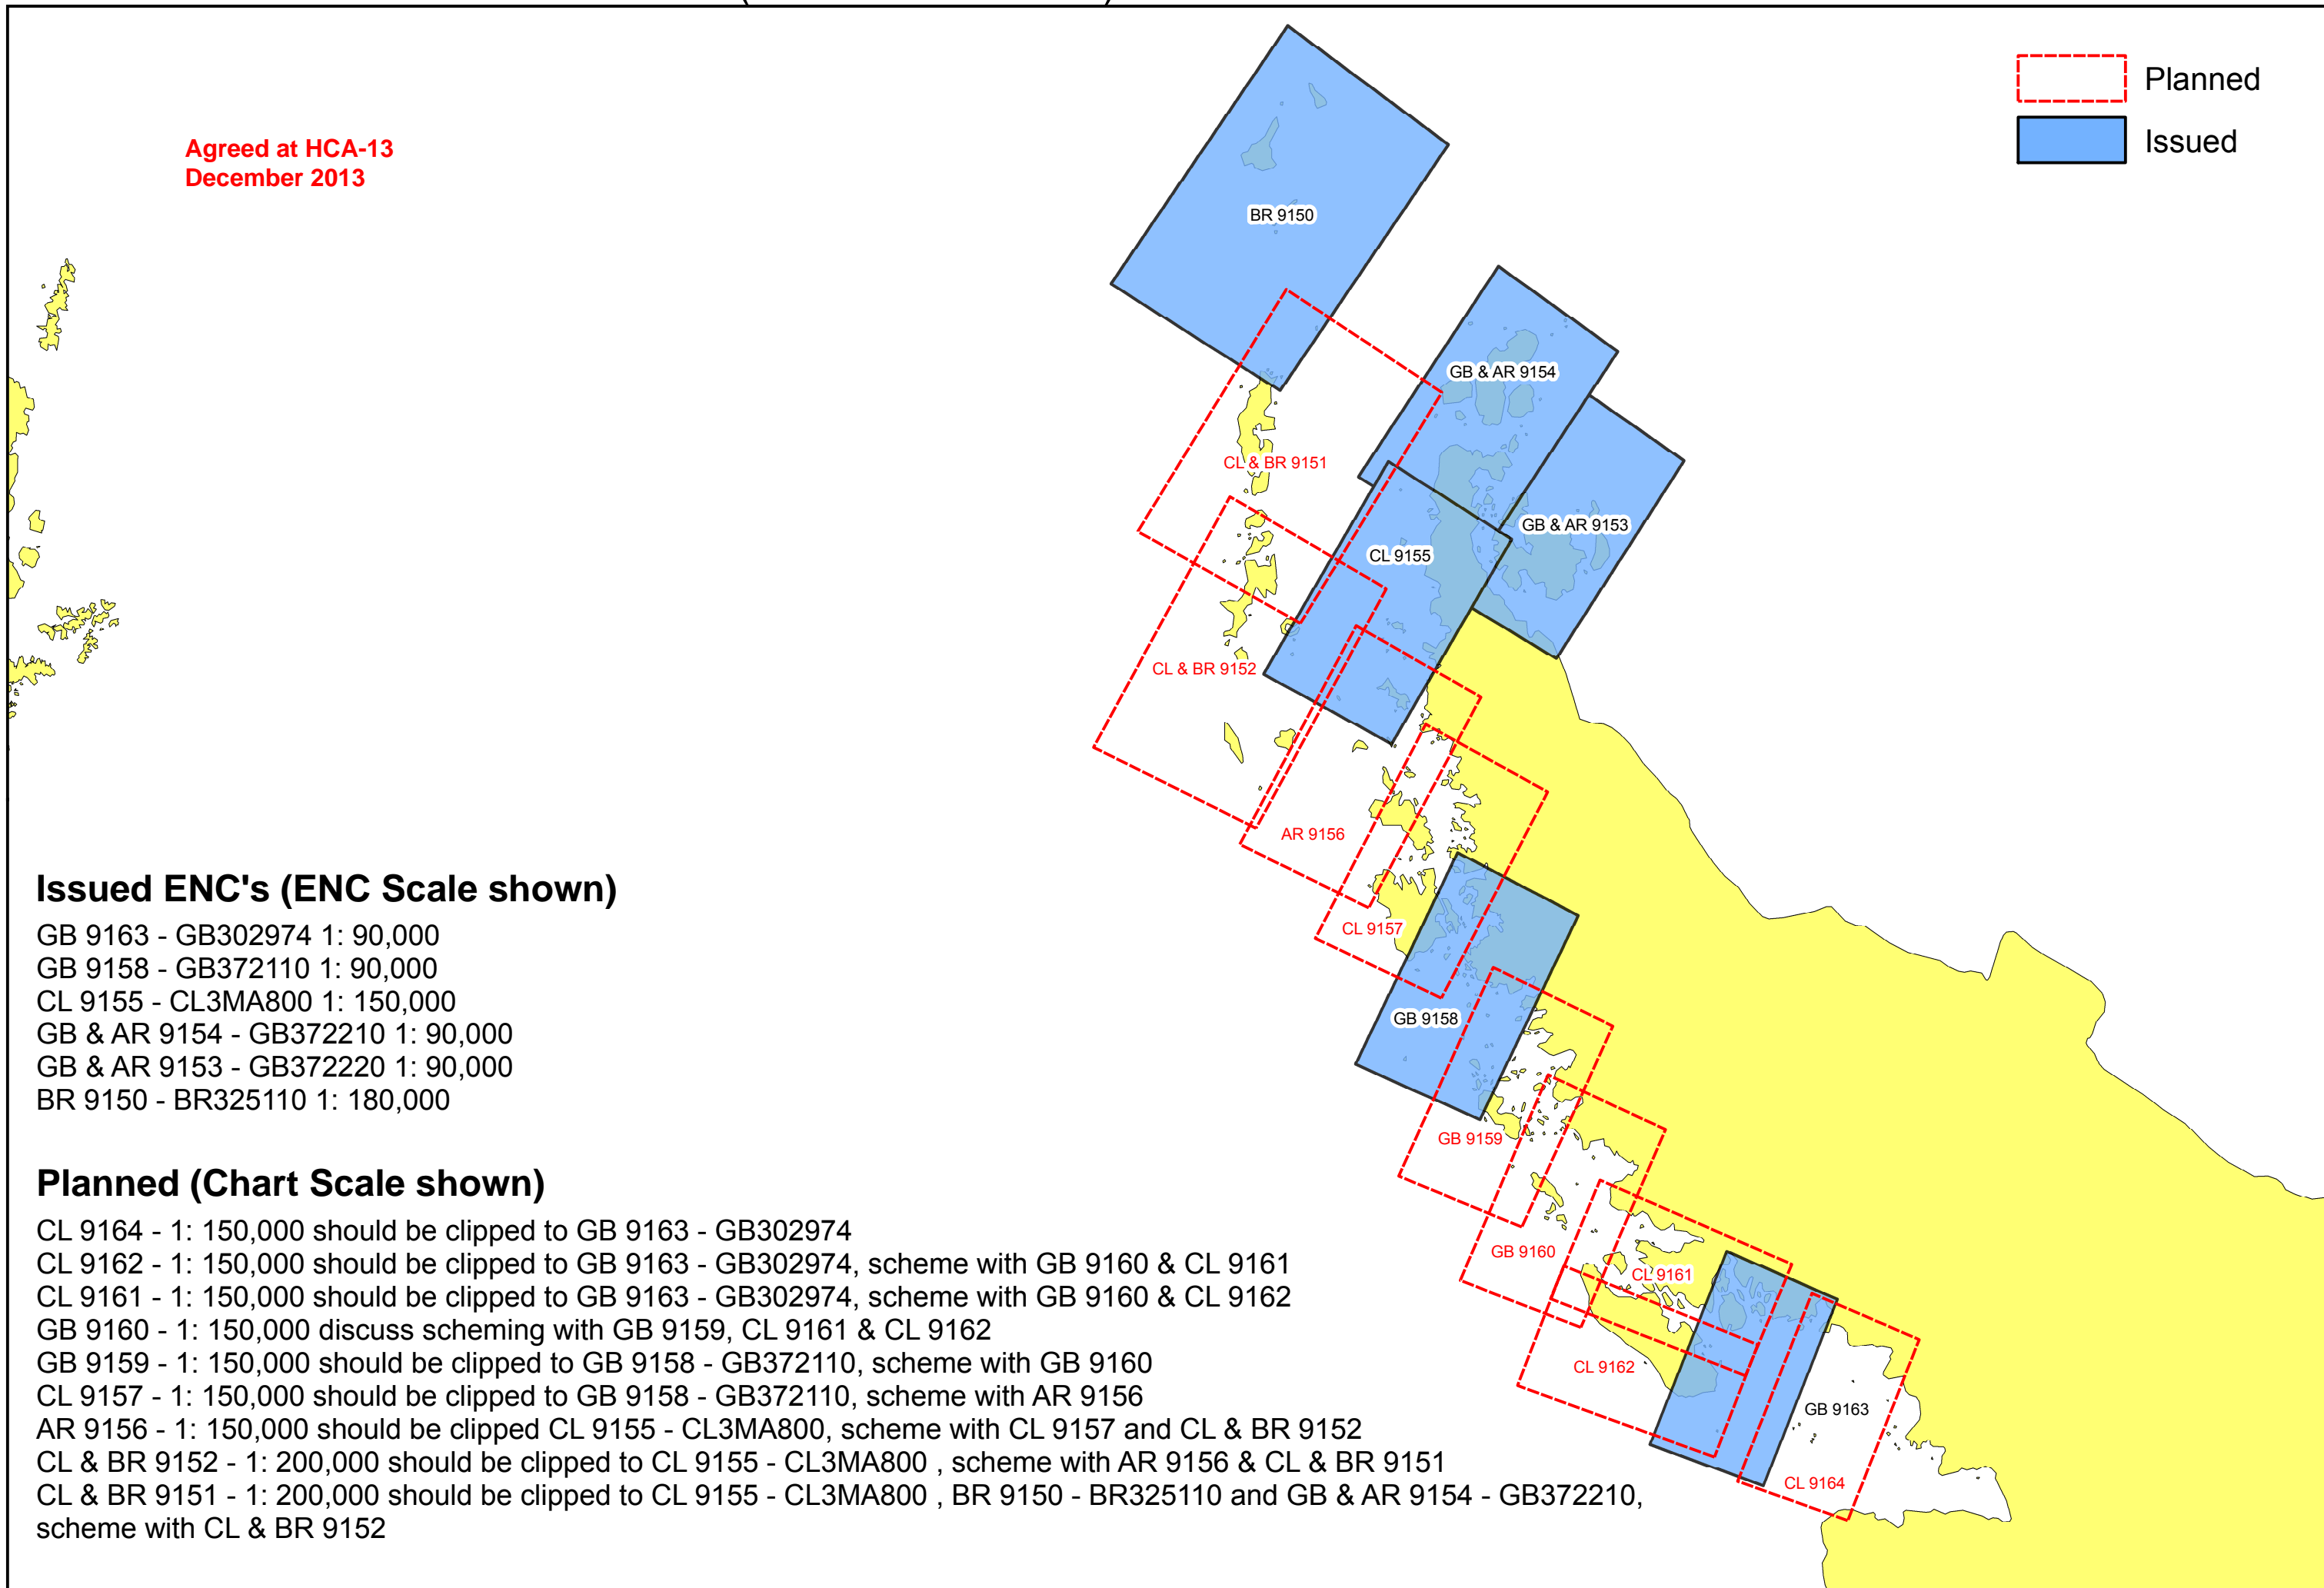 Agreed at HCA-13
December 2013
Planned
Issued
BR 9150
GB & AR 9154
CL & BR 9151
GB & AR 9153
CL 9155
CL & BR 9152
AR 9156
CL 9157
GB 9158
GB 9159
GB 9160
CL 9161
CL 9162
GB 9163
CL 9164
Issued ENC's (ENC Scale shown)
GB 9163 - GB302974 1: 90,000
GB 9158 - GB372110 1: 90,000
CL 9155 - CL3MA800 1: 150,000
GB & AR 9154 - GB372210 1: 90,000
GB & AR 9153 - GB372220 1: 90,000
BR 9150 - BR325110 1: 180,000
Planned (Chart Scale shown)
CL 9164 - 1: 150,000 should be clipped to GB 9163 - GB302974
CL 9162 - 1: 150,000 should be clipped to GB 9163 - GB302974, scheme with GB 9160 & CL 9161
CL 9161 - 1: 150,000 should be clipped to GB 9163 - GB302974, scheme with GB 9160 & CL 9162
GB 9160 - 1: 150,000 discuss scheming with GB 9159, CL 9161 & CL 9162
GB 9159 - 1: 150,000 should be clipped to GB 9158 - GB372110, scheme with GB 9160
CL 9157 - 1: 150,000 should be clipped to GB 9158 - GB372110, scheme with AR 9156
AR 9156 - 1: 150,000 should be clipped CL 9155 - CL3MA800, scheme with CL 9157 and CL & BR 9152
CL & BR 9152 - 1: 200,000 should be clipped to CL 9155 - CL3MA800 , scheme with AR 9156 & CL & BR 9151
CL & BR 9151 - 1: 200,000 should be clipped to CL 9155 - CL3MA800 , BR 9150 - BR325110 and GB & AR 9154 - GB372210,
scheme with CL & BR 9152